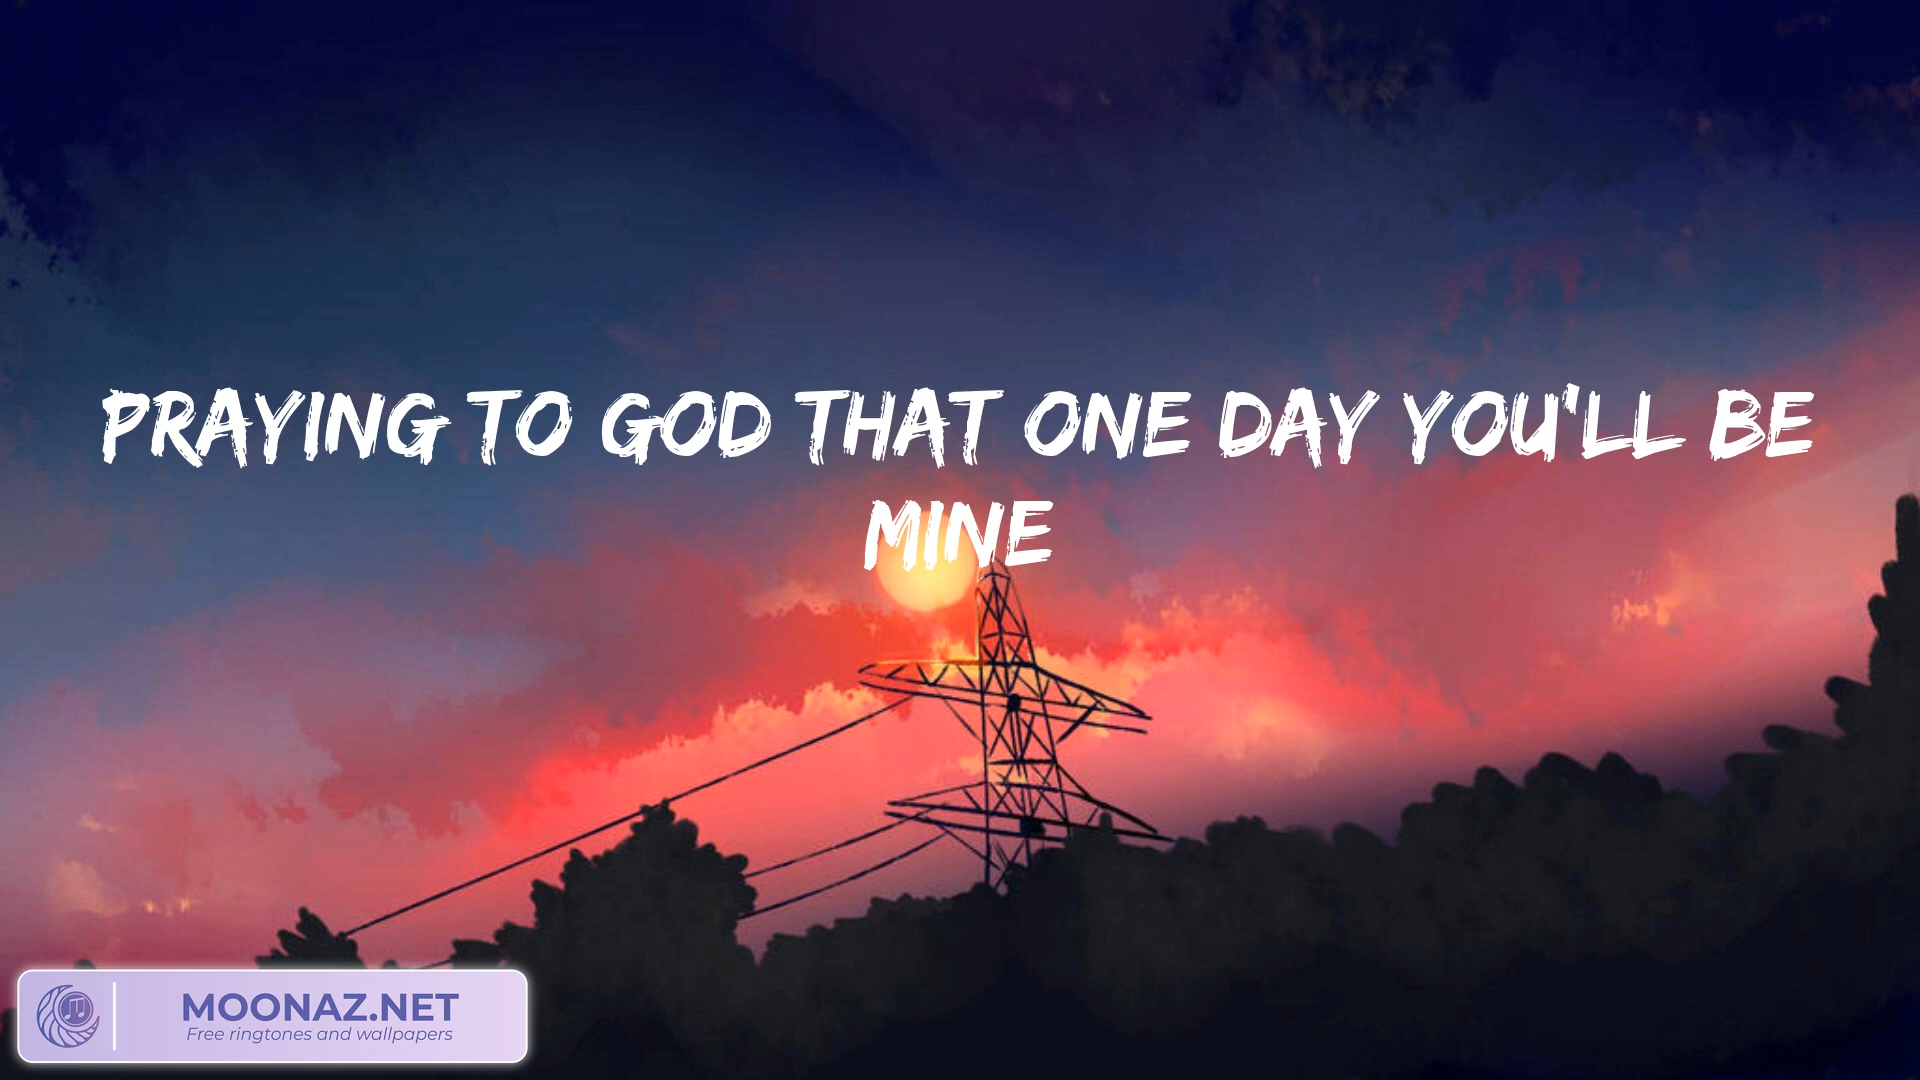 PRAYING TO GOD THAT ONE DAY YOU'LL BE
MINE
MOONAZ.NET
Free ringtones and wallpapers